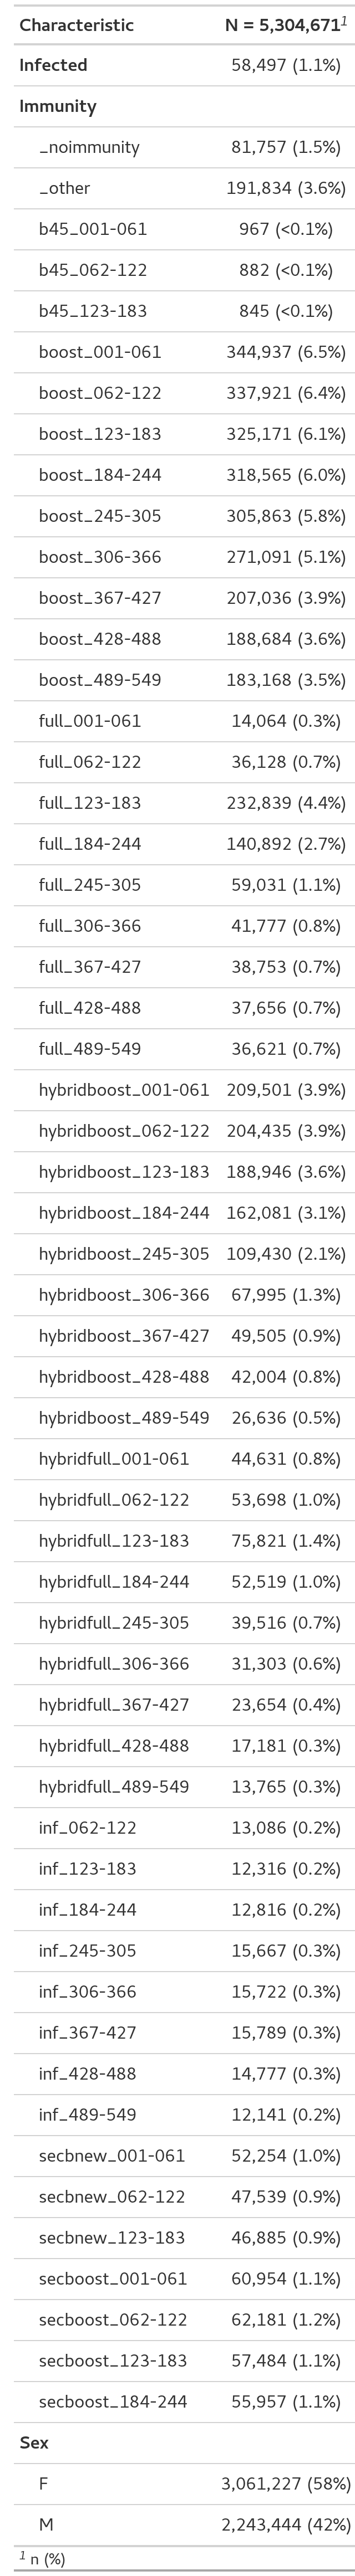 Characteristic N = 5,304,671¹
Infected 58,497 (1.1%)
Immunity
_noimmunity 81,757 (1.5%)
_other 191,834 (3.6%)
b45_001-061 967 (<0.1%)
b45_062-122 882 (<0.1%)
b45_123-183 845 (<0.1%)
boost_001-061 344,937 (6.5%)
boost_062-122 337,921 (6.4%)
boost_123-183 325,171 (6.1%)
boost_184-244 318,565 (6.0%)
boost_245-305 305,863 (5.8%)
boost_306-366 271,091 (5.1%)
boost_367-427 207,036 (3.9%)
boost_428-488 188,684 (3.6%)
boost_489-549 183,168 (3.5%)
full_001-061 14,064 (0.3%)
full_062-122 36,128 (0.7%)
full_123-183 232,839 (4.4%)
full_184-244 140,892 (2.7%)
full_245-305 59,031 (1.1%)
full_306-366 41,777 (0.8%)
full_367-427 38,753 (0.7%)
full_428-488 37,656 (0.7%)
full_489-549 36,621 (0.7%)
hybridboost_001-061 209,501 (3.9%)
hybridboost_062-122 204,435 (3.9%)
hybridboost_123-183 188,946 (3.6%)
hybridboost_184-244 162,081 (3.1%)
hybridboost_245-305 109,430 (2.1%)
hybridboost_306-366 67,995 (1.3%)
hybridboost_367-427 49,505 (0.9%)
hybridboost_428-488 42,004 (0.8%)
hybridboost_489-549 26,636 (0.5%)
hybridfull_001-061 44,631 (0.8%)
hybridfull_062-122 53,698 (1.0%)
hybridfull_123-183 75,821 (1.4%)
hybridfull_184-244 52,519 (1.0%)
hybridfull_245-305 39,516 (0.7%)
hybridfull_306-366 31,303 (0.6%)
hybridfull_367-427 23,654 (0.4%)
hybridfull_428-488 17,181 (0.3%)
hybridfull_489-549 13,765 (0.3%)
inf_062-122 13,086 (0.2%)
inf_123-183 12,316 (0.2%)
inf_184-244 12,816 (0.2%)
inf_245-305 15,667 (0.3%)
inf_306-366 15,722 (0.3%)
inf_367-427 15,789 (0.3%)
inf_428-488 14,777 (0.3%)
inf_489-549 12,141 (0.2%)
secbnew_001-061 52,254 (1.0%)
secbnew_062-122 47,539 (0.9%)
secbnew_123-183 46,885 (0.9%)
secboost_001-061 60,954 (1.1%)
secboost_062-122 62,181 (1.2%)
secboost_123-183 57,484 (1.1%)
secboost_184-244 55,957 (1.1%)
Sex
F 3,061,227 (58%)
M 2,243,444 (42%)
¹ n (%)